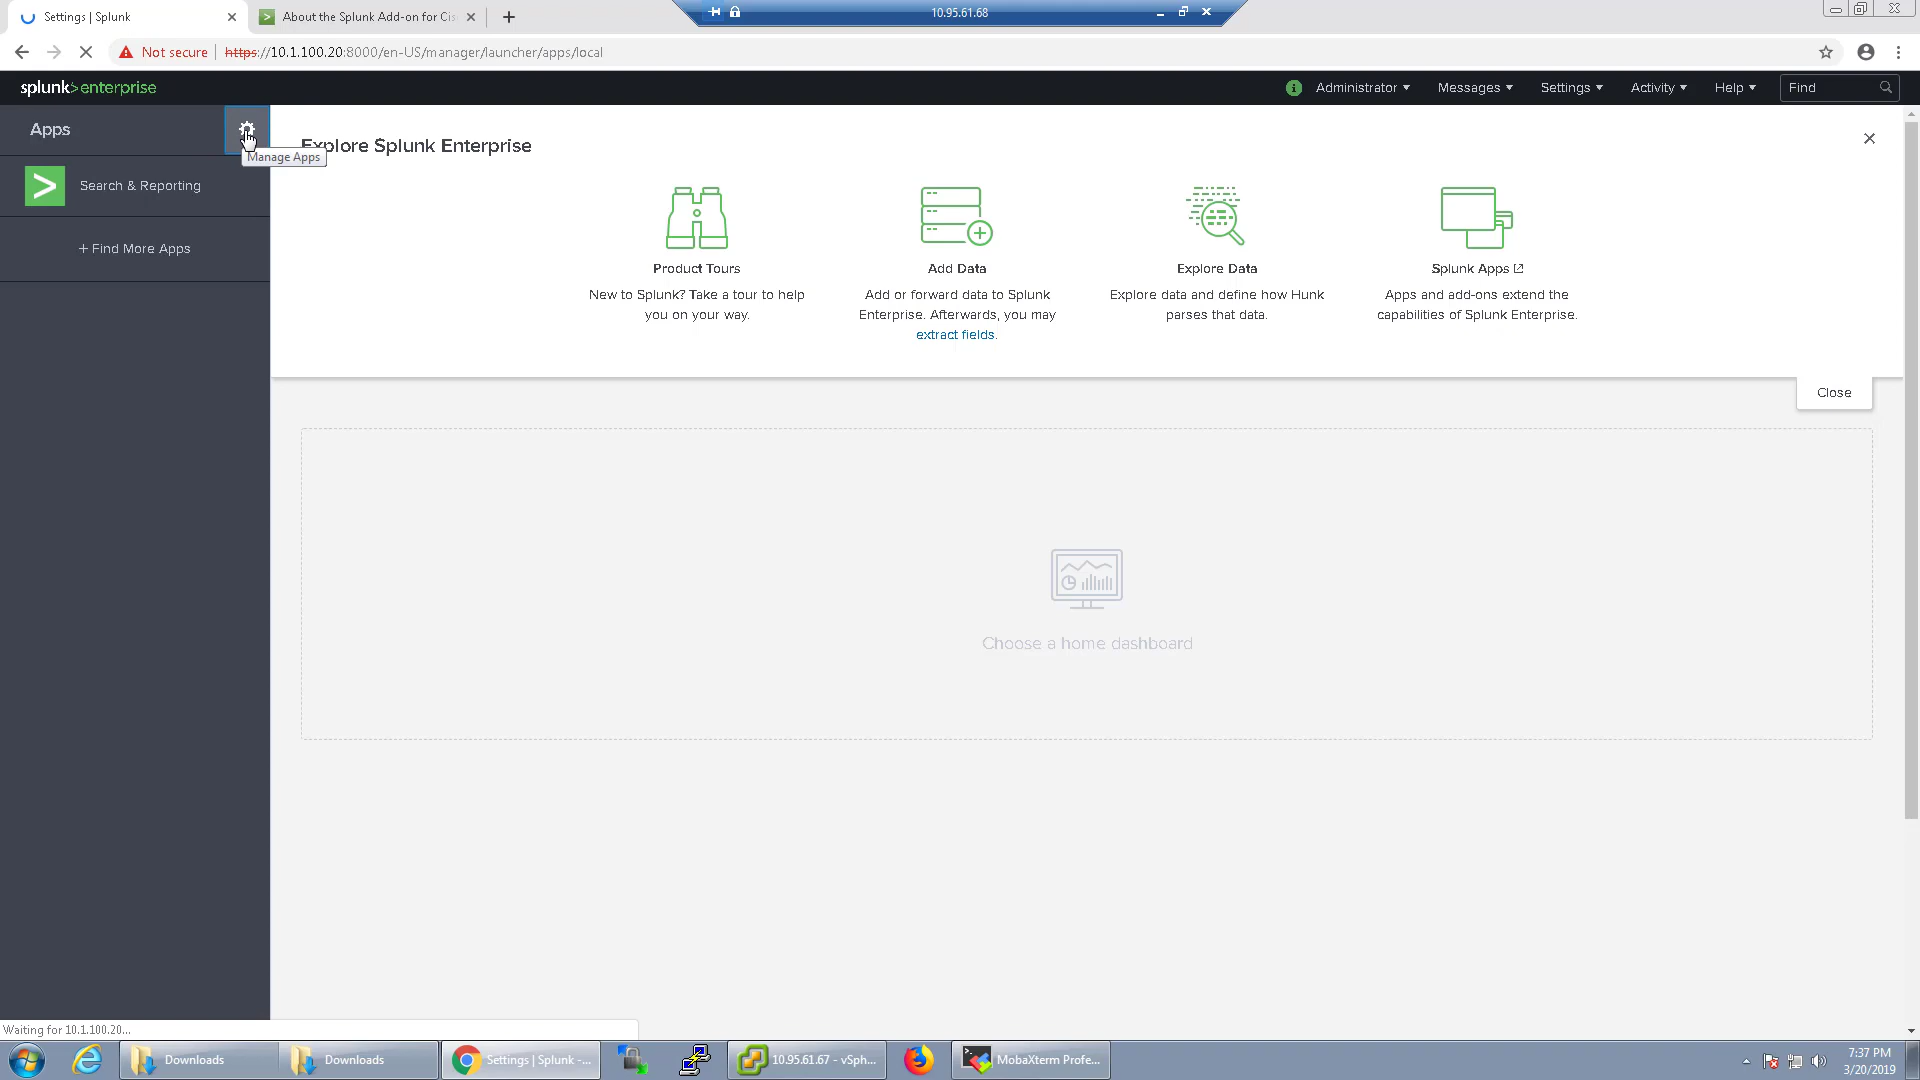 Settings | Splunk
About the Splunk Add-on for Cis
10.95.61.68
Not secure
https://10.1.100.20:8000/en-US/manager/launcher/apps/local
splunk>enterprise
Administrator
Messages
Settings
Activity
Help
Find
Apps
Manage Apps
Explore Splunk Enterprise
Search & Reporting
+ Find More Apps
Product Tours
New to Splunk? Take a tour to help
you on your way.
Add Data
Add or forward data to Splunk
Enterprise. Afterwards, you may
extract fields.
Explore Data
Explore data and define how Hunk
parses that data.
Splunk Apps
Apps and add-ons extend the
capabilities of Splunk Enterprise.
Close
Choose a home dashboard
Waiting for 10.1.100.20...
Downloads
Downloads
Settings | Splunk -...
10.95.61.67 - vSph...
MobaXterm Profe...
7:37 PM
3/20/2019